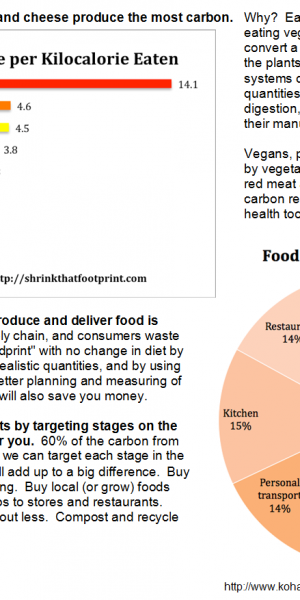 and cheese produce the most carbon.
e per Kilocalorie Eaten
14.1
4.6
4.5
3.8
ttp://shrinkthatfootprint.com
roduce and deliver food is
ly chain, and consumers waste
dprint" with no change in diet by
ealistic quantities, and by using
etter planning and measuring of
will also save you money.
ts by targeting stages on the
r you. 60% of the carbon from
we can target each stage in the
ll add up to a big difference. Buy
ng. Buy local (or grow) foods
os to stores and restaurants.
out less. Compost and recycle
Why? Ea
eating veg
convert a
the plants
systems c
quantities
digestion,
their manu
Vegans, p
by vegeta
red meat
carbon re
health too
Food
Restaura
14%
Kitchen
15%
Personal
transport
14%
http://www.koha